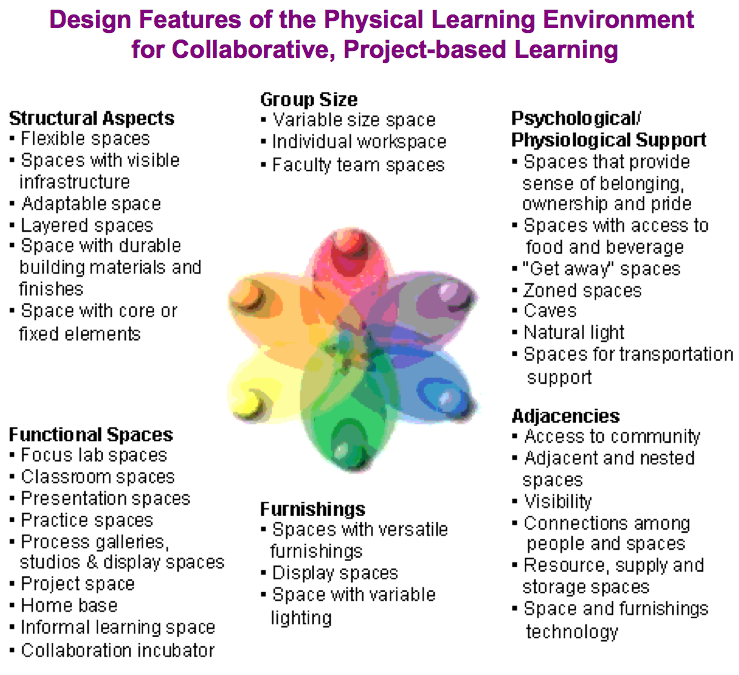 Design Features of the Physical Learning Environment
for Collaborative, Project-based Learning
Structural Aspects
▪ Flexible spaces
▪ Spaces with visible
infrastructure
▪ Adaptable space
▪ Layered spaces
▪ Space with durable
building materials and
finishes
▪ Space with core or
fixed elements
Group Size
▪ Variable size space
▪ Individual workspace
▪ Faculty team spaces
Psychological/
Physiological Support
▪ Spaces that provide
sense of belonging,
ownership and pride
▪ Spaces with access to
food and beverage
▪ "Get away" spaces
▪ Zoned spaces
▪ Caves
▪ Natural light
▪ Spaces for transportation
support
Functional Spaces
▪ Focus lab spaces
▪ Classroom spaces
▪ Presentation spaces
▪ Practice spaces
▪ Process galleries,
studios & display spaces
▪ Project space
▪ Home base
▪ Informal learning space
▪ Collaboration incubator
Furnishings
▪ Spaces with versatile
furnishings
▪ Display spaces
▪ Space with variable
lighting
Adjacencies
▪ Access to community
▪ Adjacent and nested
spaces
▪ Visibility
▪ Connections among
people and spaces
▪ Resource, supply and
storage spaces
▪ Space and furnishings
technology